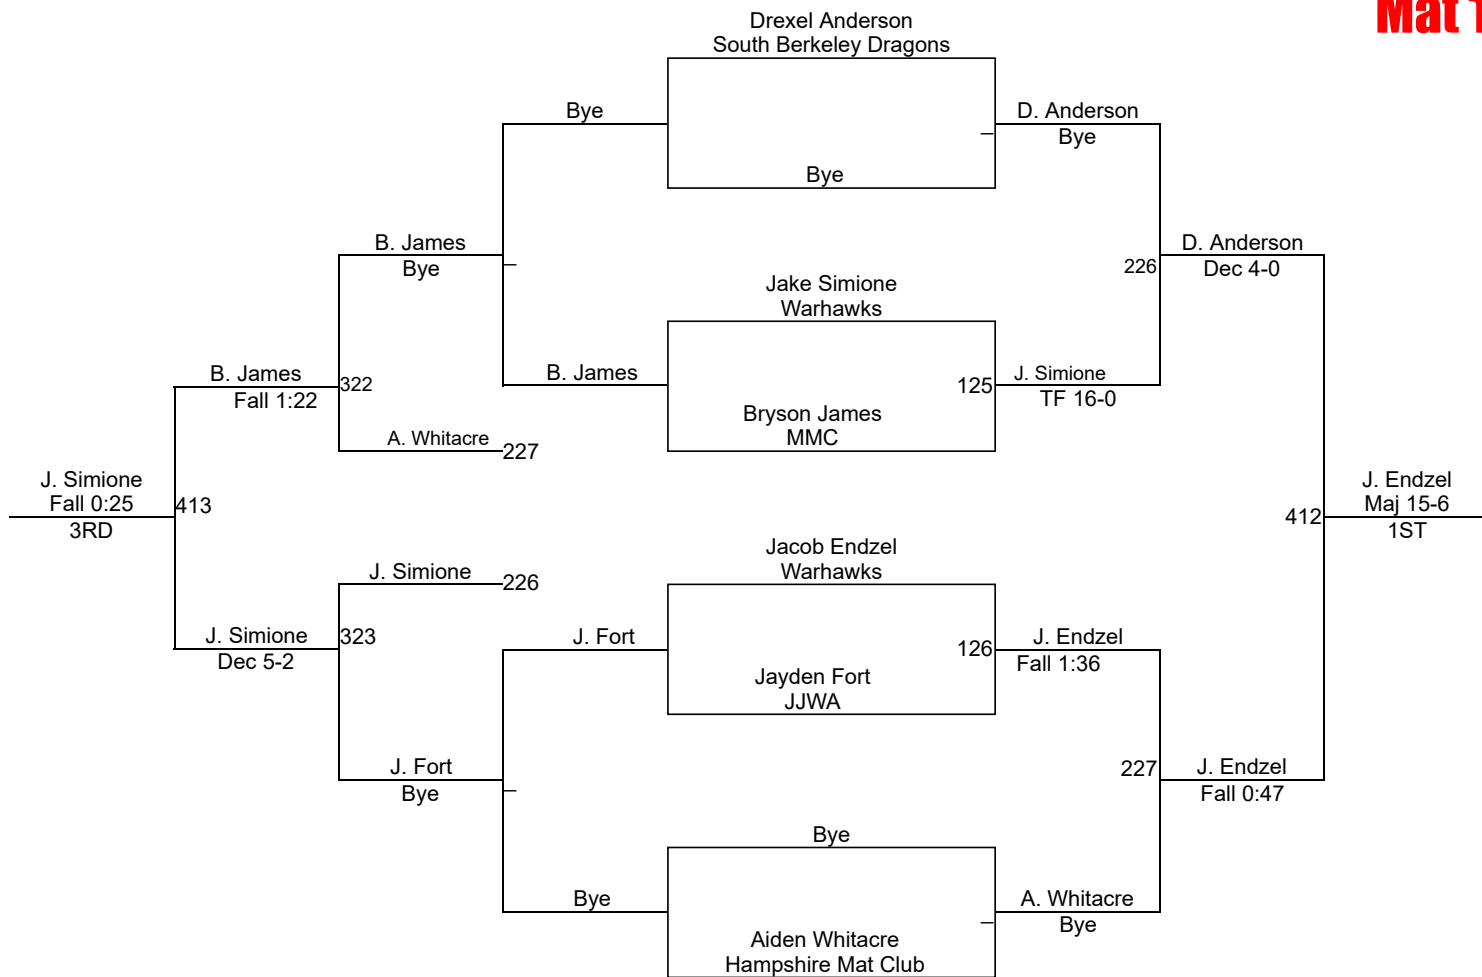 Mat 1
Drexel Anderson
South Berkeley Dragons
Bye
D. Anderson
Bye
Bye
B. James
Bye
D. Anderson
Dec 4-0
226
Jake Simione
Warhawks
B. James
Fall 1:22
322
B. James
125
J. Simione
TF 16-0
Bryson James
MMC
A. Whitacre
227
J. Simione
Fall 0:25
3RD
413
J. Endzel
Maj 15-6
1ST
412
Jacob Endzel
Warhawks
J. Simione
226
J. Simione
Dec 5-2
323
J. Fort
126
J. Endzel
Fall 1:36
Jayden Fort
JJWA
J. Fort
Bye
227
J. Endzel
Fall 0:47
Bye
Bye
A. Whitacre
Bye
Aiden Whitacre
Hampshire Mat Club